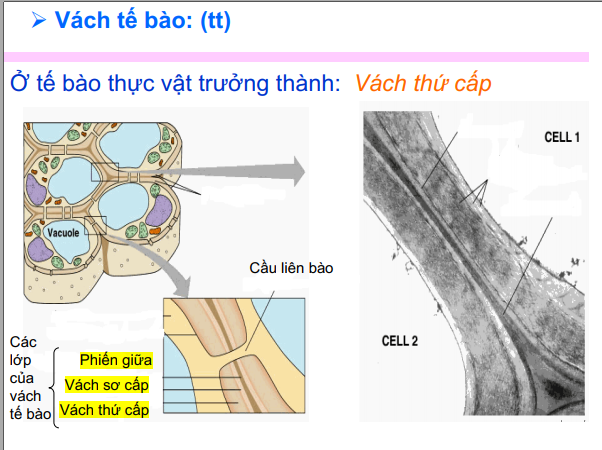 ➢ Vách tế bào: (tt)
Ở tế bào thực vật trưởng thành: Vách thứ cấp
CELL 1
Vacuole
Cầu liên bào
CELL 2
Các lớp của vách tế bào
Phiến giữa
Vách sơ cấp
Vách thứ cấp